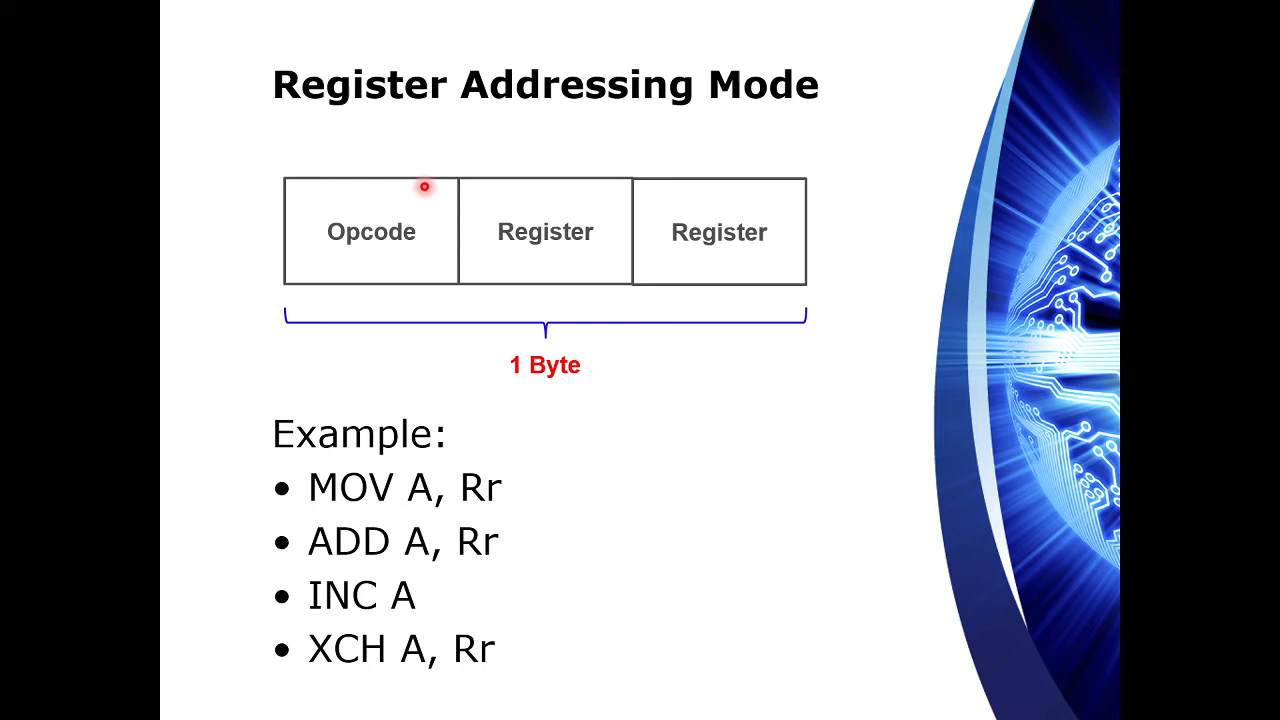 Register Addressing Mode
Opcode Register Register
1 Byte
Example:
• MOV A, Rr
• ADD A, Rr
• INC A
• XCH A, Rr